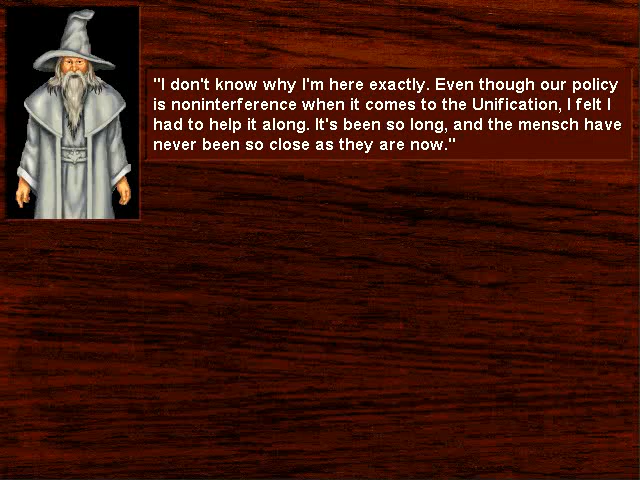 "I don't know why I'm here exactly. Even though our policy
is noninterference when it comes to the Unification, I felt I
had to help it along. It's been so long, and the mensch have
never been so close as they are now."